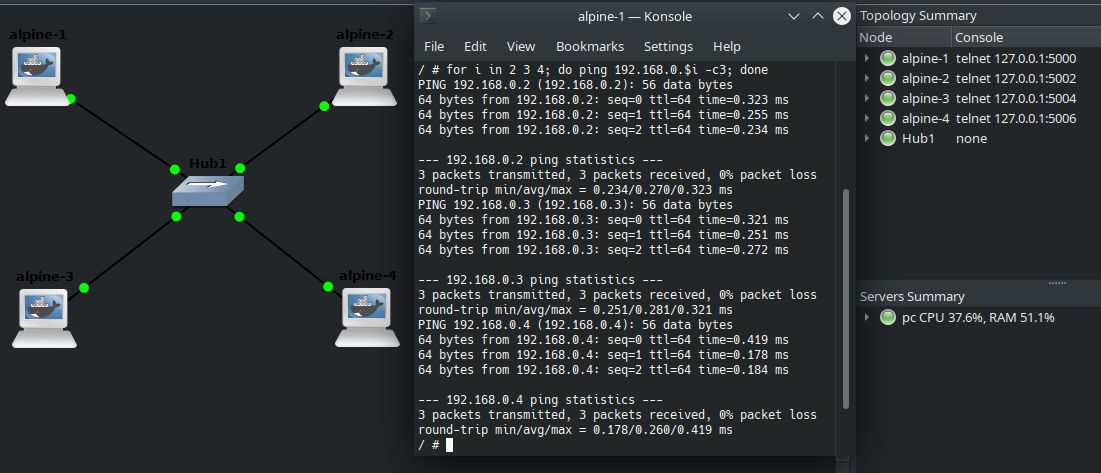 alpine-1
alpine-2
Hub1
alpine-3
alpine-4
alpine-1 — Konsole
File Edit View Bookmarks Settings Help
/ # for i in 2 3 4; do ping 192.168.0.$i -c3; done
PING 192.168.0.2 (192.168.0.2): 56 data bytes
64 bytes from 192.168.0.2: seq=0 ttl=64 time=0.323 ms
64 bytes from 192.168.0.2: seq=1 ttl=64 time=0.255 ms
64 bytes from 192.168.0.2: seq=2 ttl=64 time=0.234 ms
--- 192.168.0.2 ping statistics ---
3 packets transmitted, 3 packets received, 0% packet loss
round-trip min/avg/max = 0.234/0.270/0.323 ms
PING 192.168.0.3 (192.168.0.3): 56 data bytes
64 bytes from 192.168.0.3: seq=0 ttl=64 time=0.321 ms
64 bytes from 192.168.0.3: seq=1 ttl=64 time=0.251 ms
64 bytes from 192.168.0.3: seq=2 ttl=64 time=0.272 ms
--- 192.168.0.3 ping statistics ---
3 packets transmitted, 3 packets received, 0% packet loss
round-trip min/avg/max = 0.251/0.281/0.321 ms
PING 192.168.0.4 (192.168.0.4): 56 data bytes
64 bytes from 192.168.0.4: seq=0 ttl=64 time=0.419 ms
64 bytes from 192.168.0.4: seq=1 ttl=64 time=0.178 ms
64 bytes from 192.168.0.4: seq=2 ttl=64 time=0.184 ms
--- 192.168.0.4 ping statistics ---
3 packets transmitted, 3 packets received, 0% packet loss
round-trip min/avg/max = 0.178/0.260/0.419 ms
/ #
Topology Summary
Node Console
alpine-1 telnet 127.0.0.1:5000
alpine-2 telnet 127.0.0.1:5002
alpine-3 telnet 127.0.0.1:5004
alpine-4 telnet 127.0.0.1:5006
Hub1 none
Servers Summary
pc CPU 37.6%, RAM 51.1%